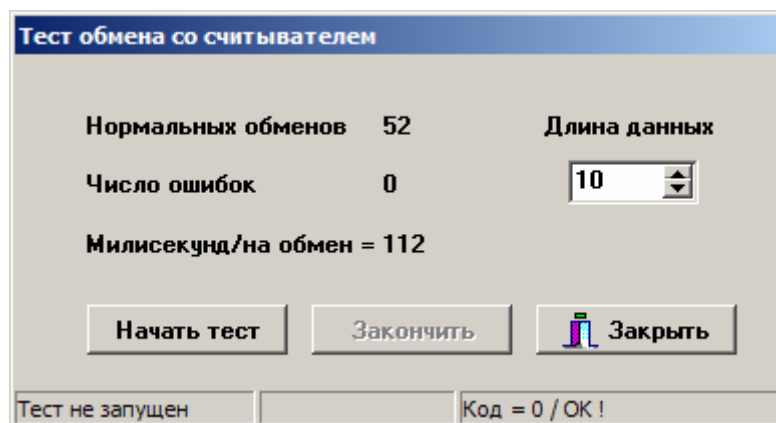 Тест обмена со считывателем
Нормальных обменов 52 Длина данных
Число ошибок 0 10
Милисекунд/на обмен = 112
Начать тест Закончить Закрыть
Тест не запущен Код = 0 / OK !